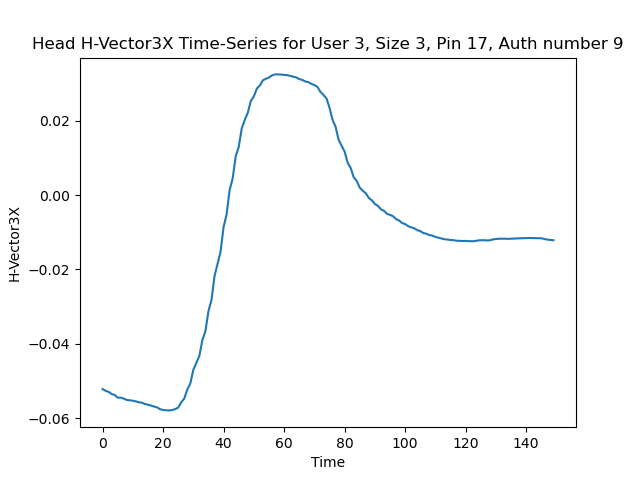 Head H-Vector3X Time-Series for User 3, Size 3, Pin 17, Auth number 9
H-Vector3X
0.02
0.00
−0.02
−0.04
−0.06
0 20 40 60 80 100 120 140
Time